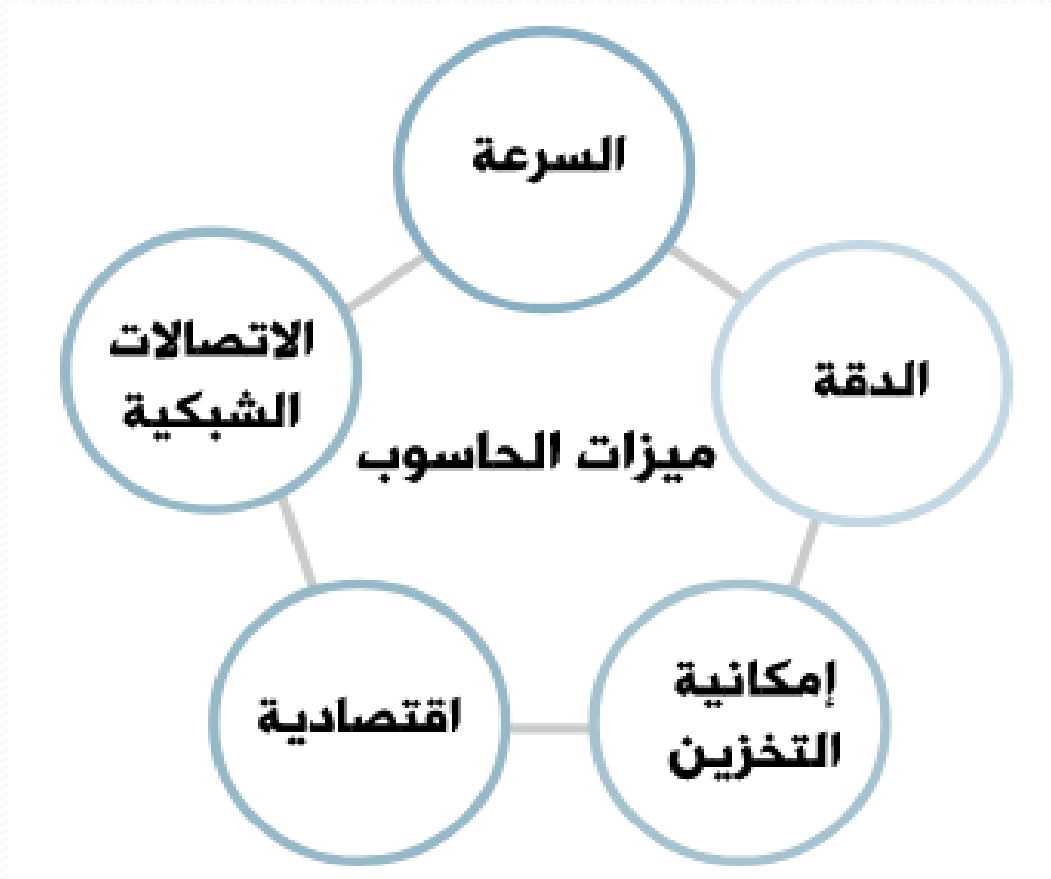 السرعة
الدقة
إمكانية
التخزين
اقتصادية
الاتصالات
الشبكية
ميزات الحاسوب